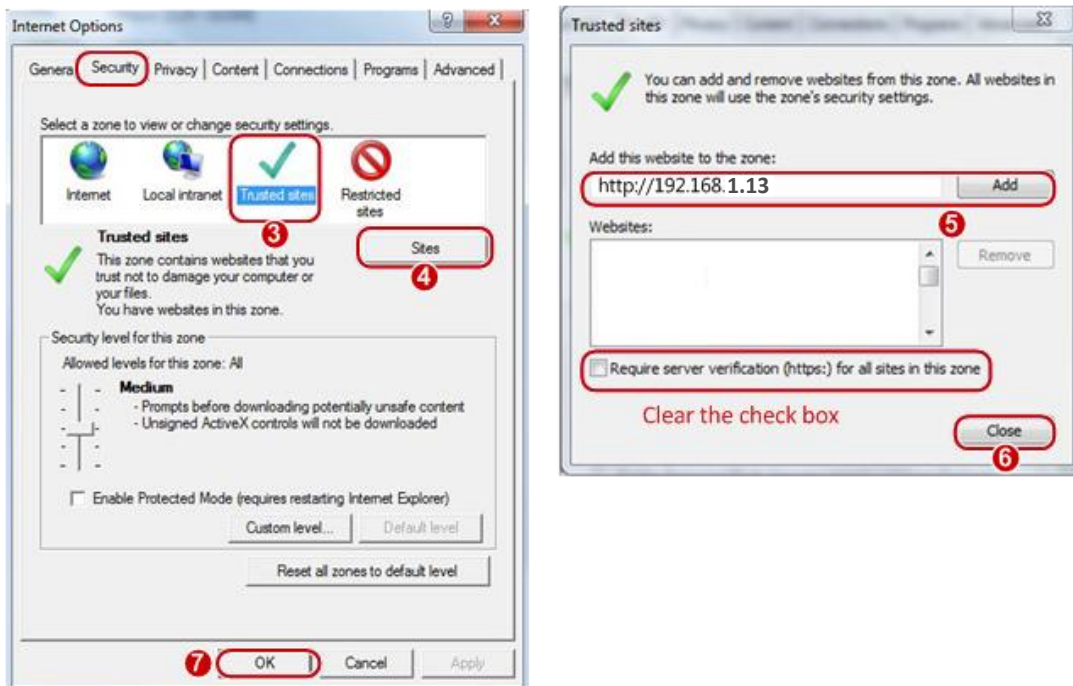 Internet Options
General Security Privacy Content Connections Programs Advanced
Select a zone to view or change security settings.
Internet
Local intranet
Trusted sites
Restricted
sites
3
Trusted sites
This zone contains websites that you
trust not to damage your computer or
your files.
You have websites in this zone.
Sites
4
Security level for this zone
Allowed levels for this zone: All
Medium
- Prompts before downloading potentially unsafe content
- Unsigned ActiveX controls will not be downloaded
Enable Protected Mode (requires restarting Internet Explorer)
Custom level...
Default level
Reset all zones to default level
7
OK
Cancel
Apply
Trusted sites
You can add and remove websites from this zone. All websites in
this zone will use the zone's security settings.
Add this website to the zone:
http://192.168.1.13
Add
5
Websites:
Remove
Require server verification (https:) for all sites in this zone
Clear the check box
Close
6